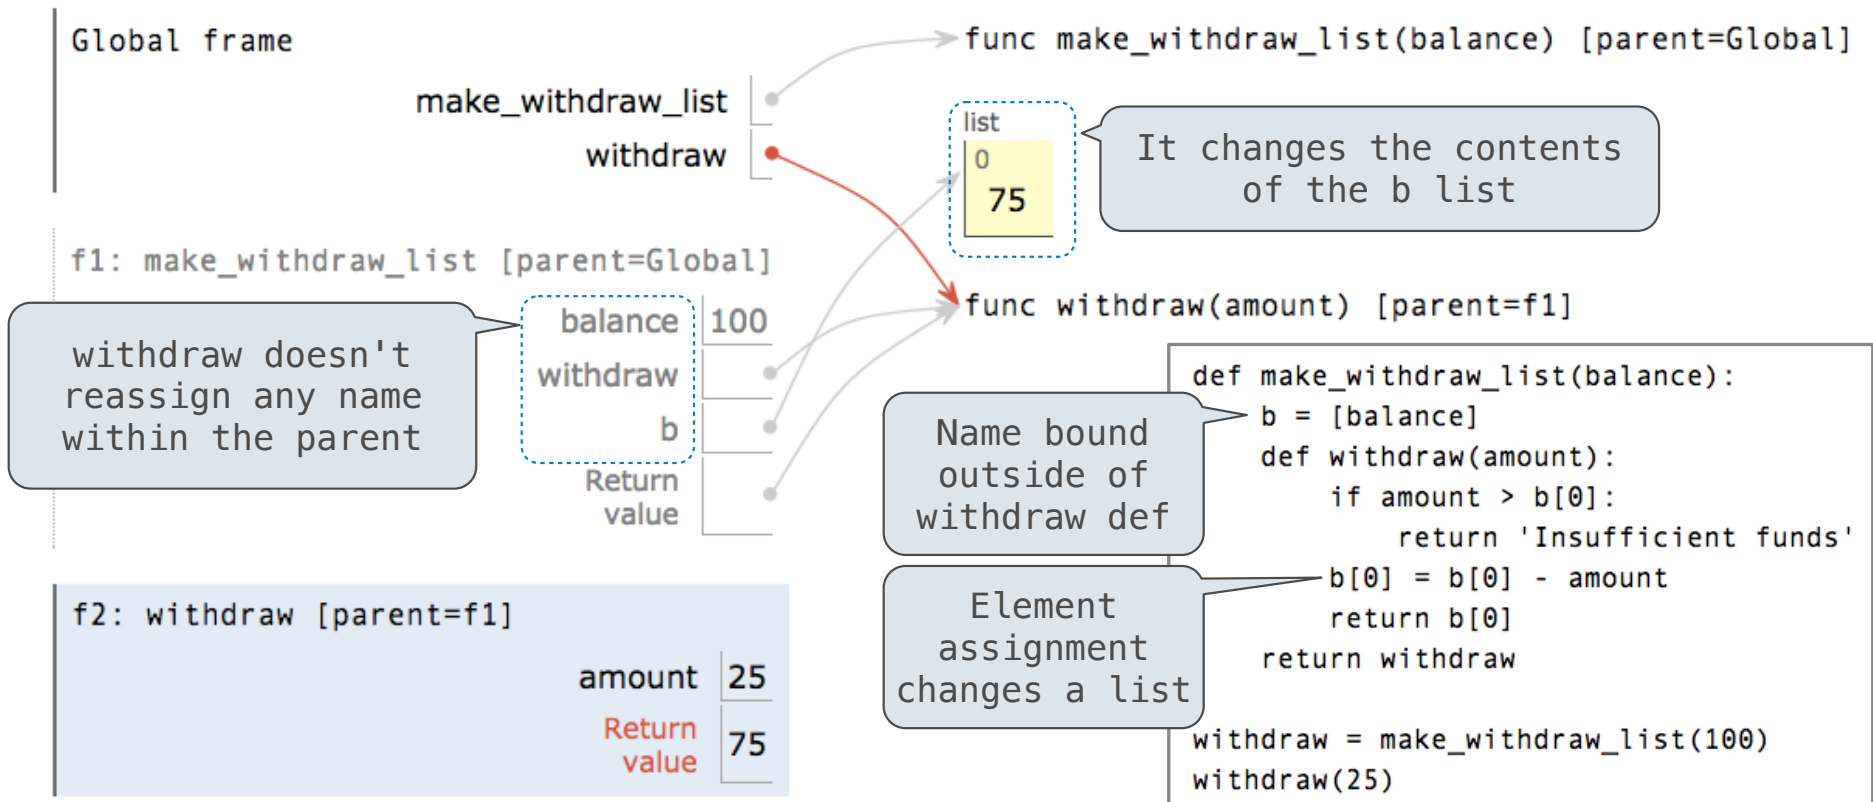 Global frame
make_withdraw_list
withdraw
func make_withdraw_list(balance) [parent=Global]
list
0
75
It changes the contents
of the b list
f1: make_withdraw_list [parent=Global]
balance 100
withdraw
b
Return
value
func withdraw(amount) [parent=f1]
withdraw doesn't
reassign any name
within the parent
f2: withdraw [parent=f1]
amount 25
Return
value 75
Name bound
outside of
withdraw def
Element
assignment
changes a list
def make_withdraw_list(balance):
    b = [balance]
    def withdraw(amount):
        if amount > b[0]:
            return 'Insufficient funds'
        b[0] = b[0] - amount
        return b[0]
    return withdraw
withdraw = make_withdraw_list(100)
withdraw(25)